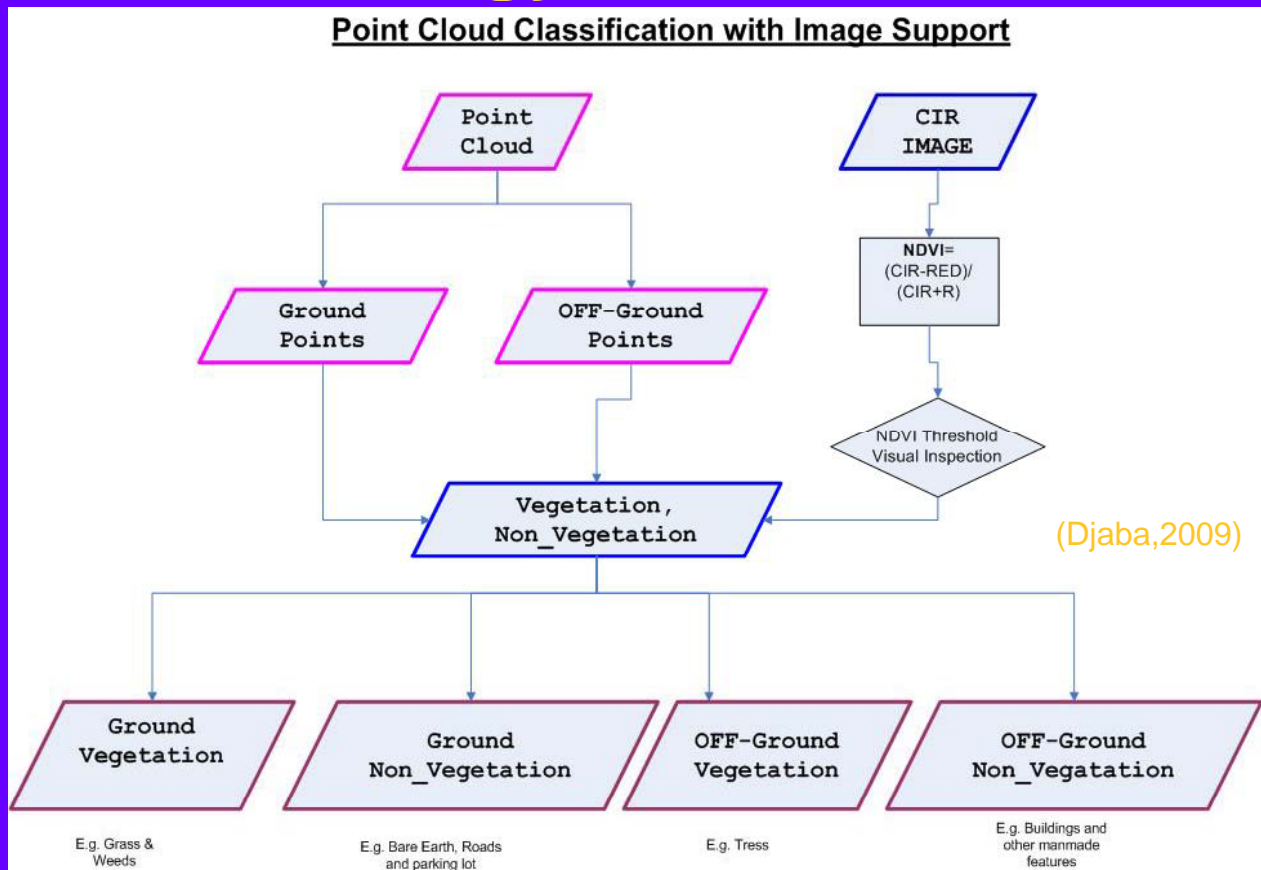 Point Cloud Classification with Image Support
Point
Cloud
CIR
IMAGE
NDVI=
(CIR-RED)/
(CIR+R)
Ground
Points
OFF-Ground
Points
NDVI Threshold
Visual Inspection
Vegetation,
Non_Vegetation
(Djaba,2009)
Ground
Vegetation
Ground
Non_Vegetation
OFF-Ground
Vegetation
OFF-Ground
Non_Vegatation
E.g. Grass &
Weeds
E.g. Bare Earth, Roads
and parking lot
E.g. Tress
E.g. Buildings and
other manmade
features